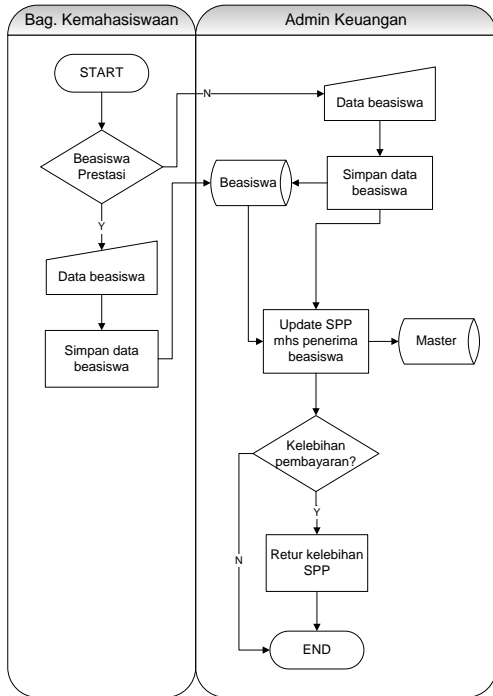 Bag. Kemahasiswaan
Admin Keuangan
START
N
Data beasiswa
Beasiswa
Prestasi
Beasiswa
Simpan data
beasiswa
Y
Data beasiswa
Simpan data
beasiswa
Update SPP
mhs penerima
beasiswa
Master
Kelebihan
pembayaran?
Y
N
Retur kelebihan
SPP
END